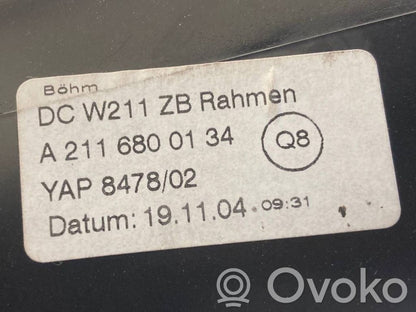 Böhm
DC W211 ZB Rahmen
A 211 680 01 34
Q8
YAP 8478/02
Datum: 19.11.04 09:31
Ovoko